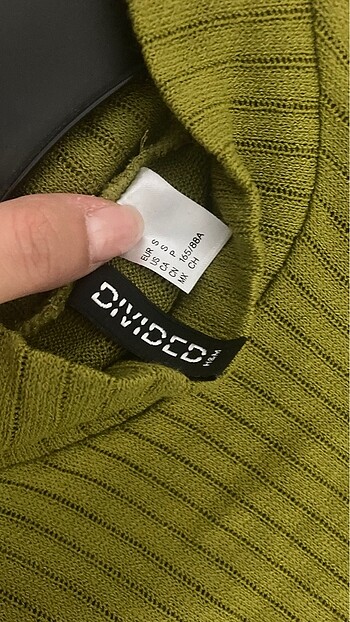 EUR S
US S
CA P
CN 165/88A
MX CH
DIVIDED
H&M